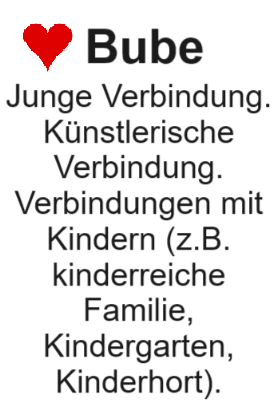 Bube
Junge Verbindung.
Künstlerische
Verbindung.
Verbindungen mit
Kindern (z.B.
kinderreiche
Familie,
Kindergarten,
Kinderhort).